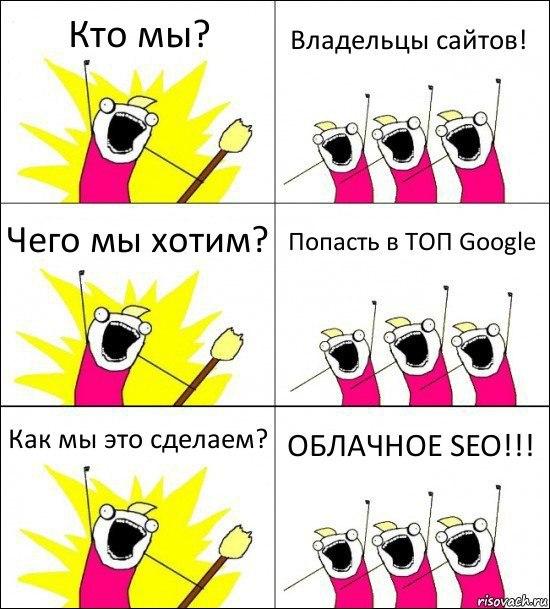 Кто мы?
Владельцы сайтов!
Чего мы хотим?
Попасть в ТОП Google
Как мы это сделаем?
ОБЛАЧНОЕ SEO!!!
risovach.ru